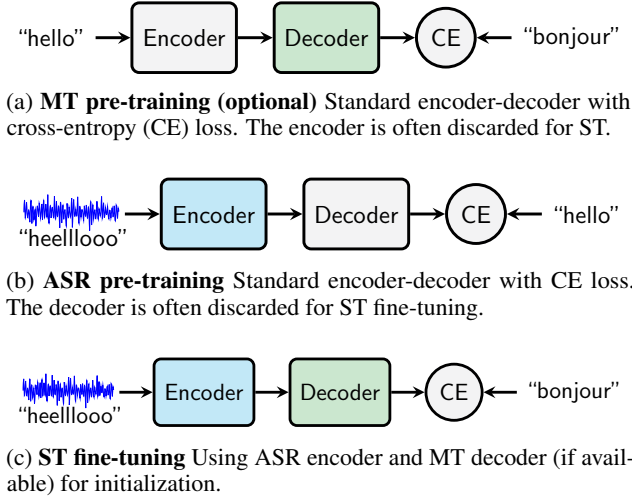 “hello” Encoder Decoder CE “bonjour”
(a) MT pre-training (optional) Standard encoder-decoder with
cross-entropy (CE) loss. The encoder is often discarded for ST.
Encoder Decoder CE “hello”
“heelllooo”
(b) ASR pre-training Standard encoder-decoder with CE loss.
The decoder is often discarded for ST fine-tuning.
Encoder Decoder CE “bonjour”
“heelllooo”
(c) ST fine-tuning Using ASR encoder and MT decoder (if avail-
able) for initialization.